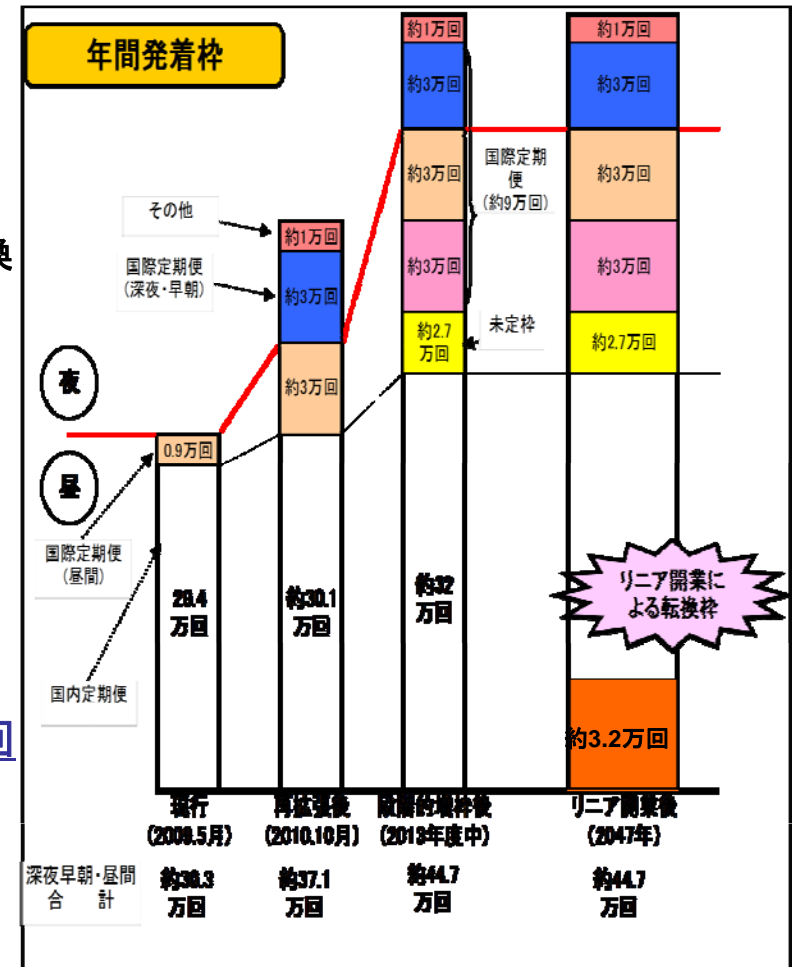 年間発着枠
約1万回
約1万回
約3万回
約3万回
約3万回
国際定期
便
(約9万回)
約3万回
その他
換
約1万回
国際定期便
(深夜・早朝)
約3万回
約3万回
約3万回
約2.7
万回
未定枠
約2.7万回
夜
約3万回
0.9万回
昼
国際定期便
(昼間)
万回
約30.1
万回
約32
万回
リニア開業に
よる転換枠
国内定期便
回
約3.2万回
現行
(2009.5月)
再拡張後
(2010.10月)
段階的増枠後
(2013年度中)
リニア開業後
(2047年)
深夜早朝・昼間
合 計
万回
約37.1
万回
約44.7
万回
約44.7
万回